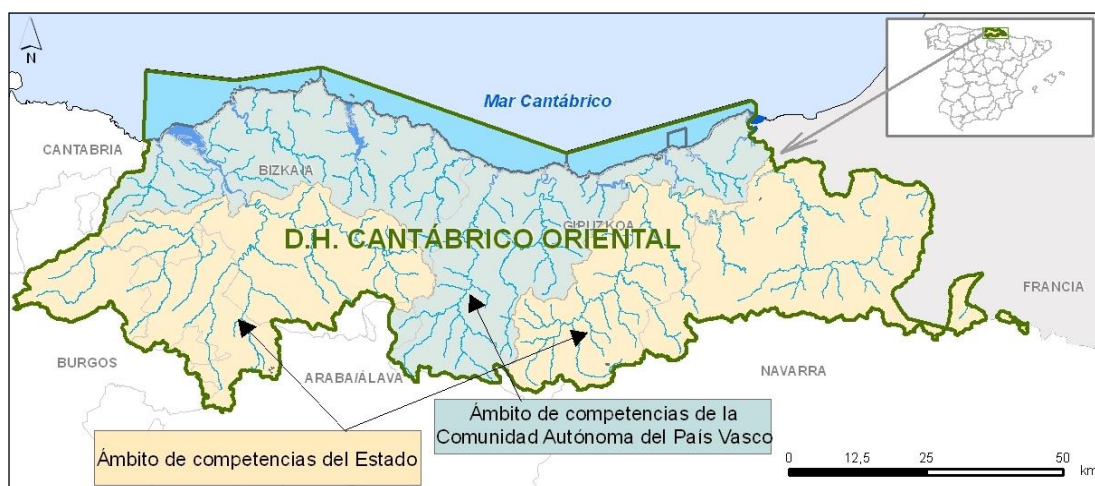 N
Mar Cantábrico
CANTABRIA
BIZKAIA
GIPUZKOA
D.H. CANTÁBRICO ORIENTAL
FRANCIA
BURGOS
ARABA/ÁLAVA
NAVARRA
Ámbito de competencias de la
Comunidad Autónoma del País Vasco
Ámbito de competencias del Estado
0 12,5 25 50
km